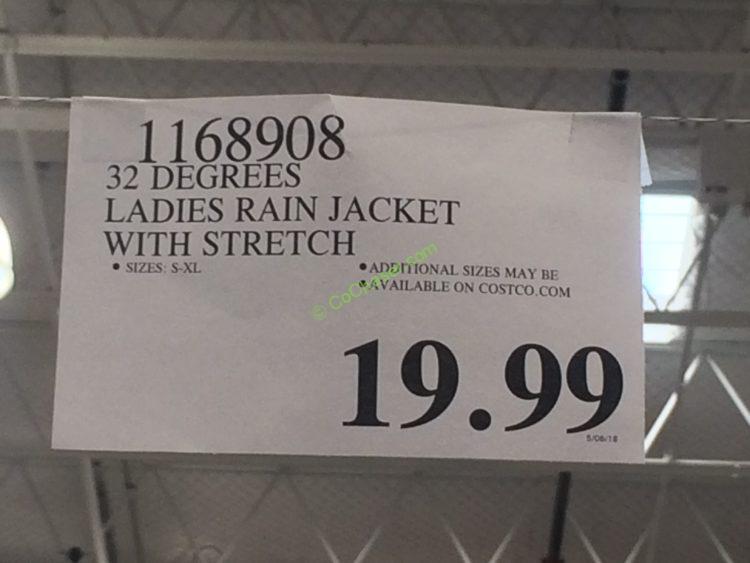 1168908
32 DEGREES
LADIES RAIN JACKET
WITH STRETCH
• SIZES: S-XL
• ADDITIONAL SIZES MAY BE
• AVAILABLE ON COSTCO.COM
19.99
5/06/18